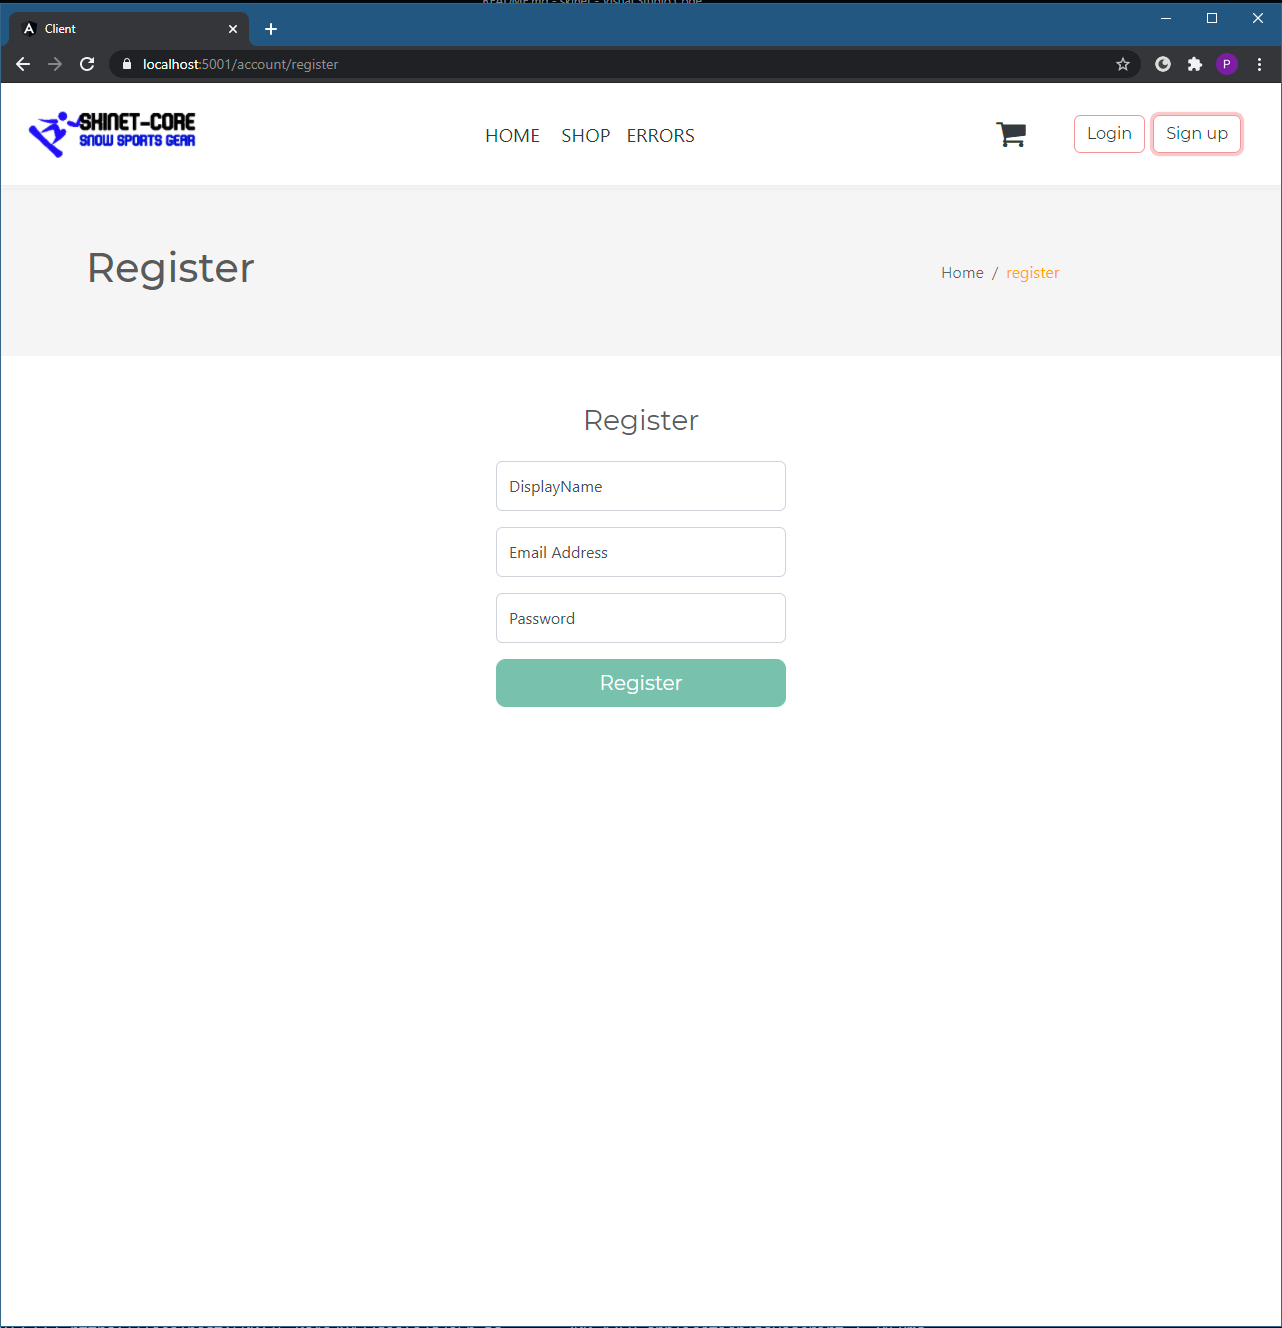 README.md - skinet - Visual Studio Code
Client
localhost:5001/account/register
P
SKINET-CORE
SNOW SPORTS GEAR
HOME SHOP ERRORS
Login Sign up
Register
Home / register
Register
DisplayName
Email Address
Password
Register